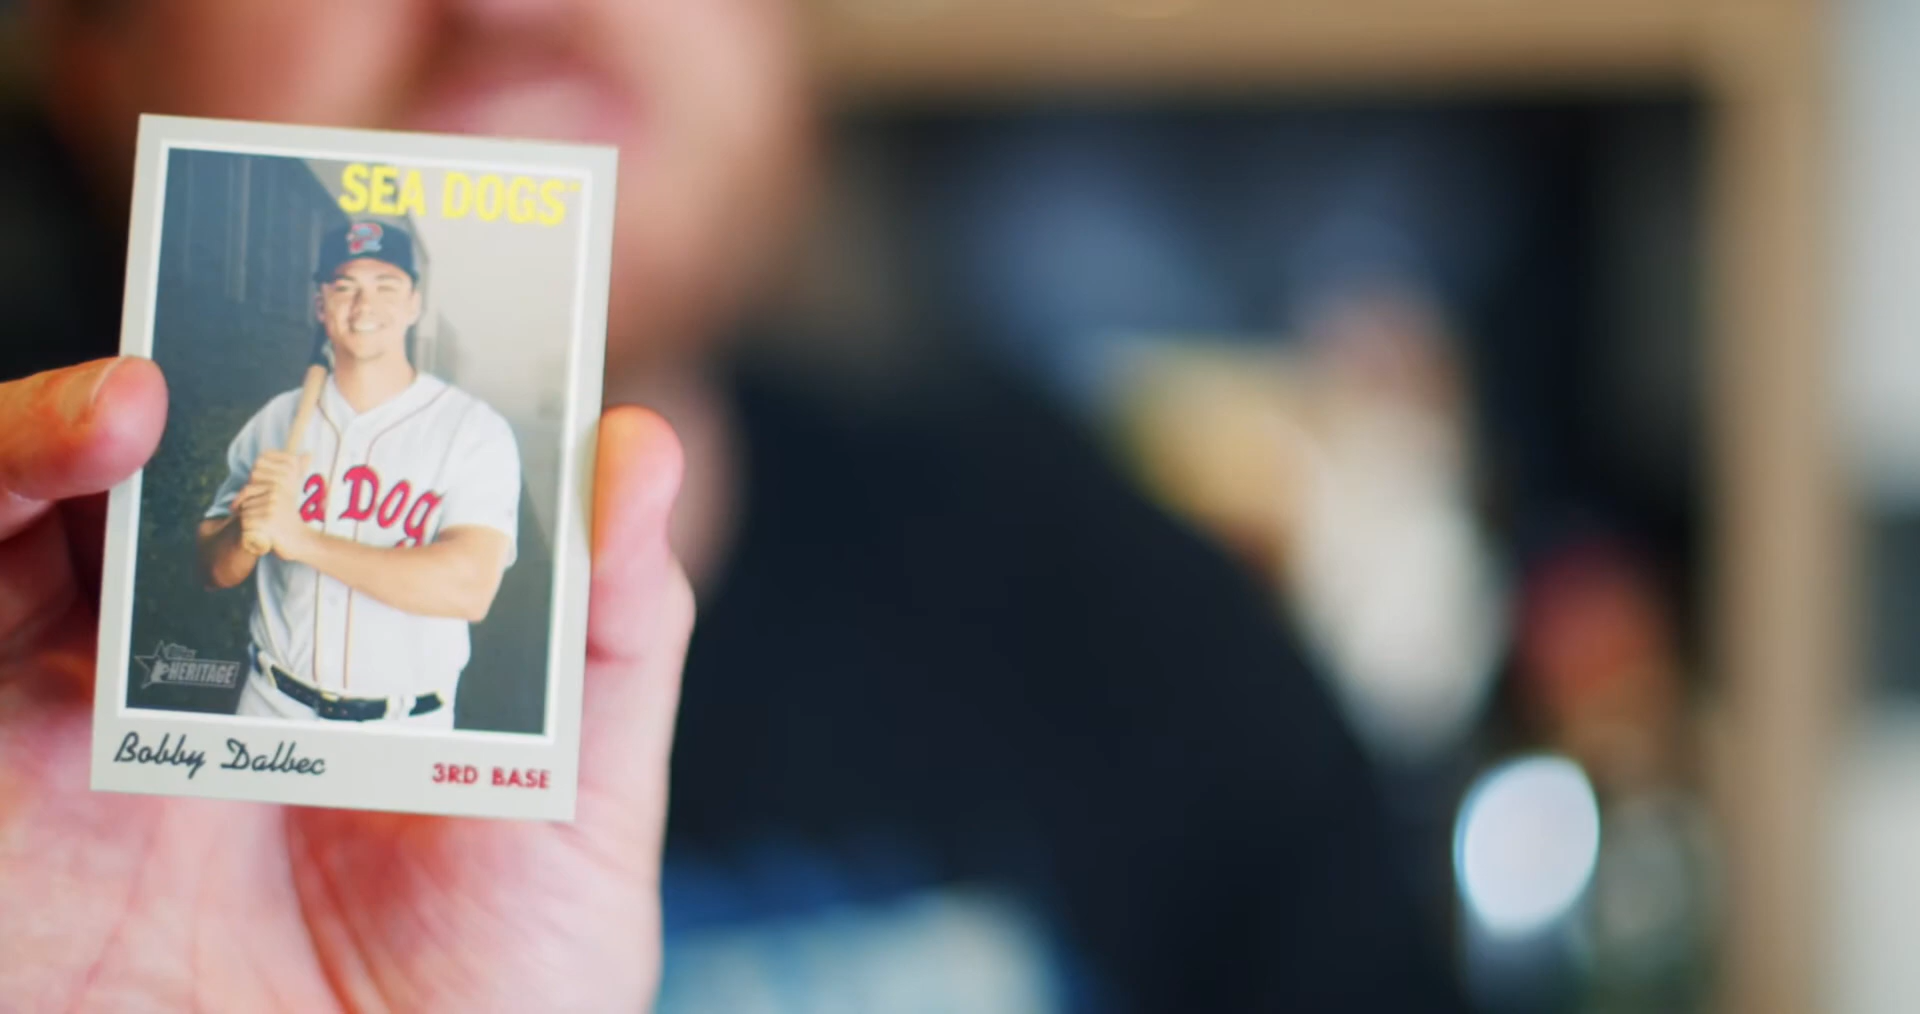 SEA DOGS
a Dog
HERITAGE
Bobby Dalbec
3RD BASE